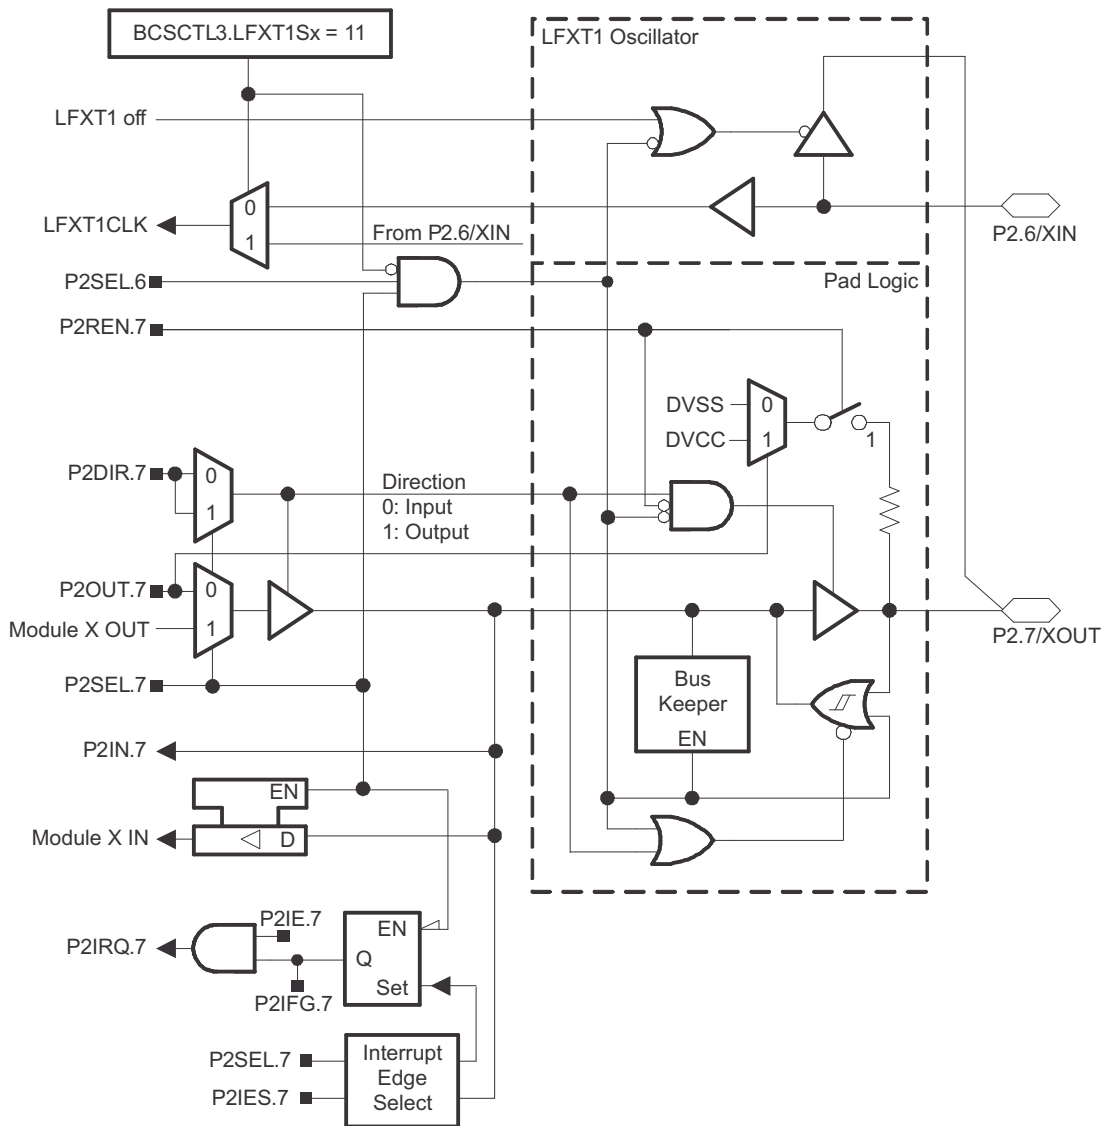 BCSCTL3.LFXT1Sx = 11
LFXT1 Oscillator
LFXT1 off
0
LFXT1CLK
1
From P2.6/XIN
P2.6/XIN
P2SEL.6
Pad Logic
P2REN.7
DVSS
0
DVCC
1
1
P2DIR.7
0
1
Direction
0: Input
1: Output
P2OUT.7
0
Module X OUT
1
P2.7/XOUT
P2SEL.7
Bus
Keeper
EN
P2IN.7
EN
Module X IN
D
P2IE.7
EN
P2IRQ.7
Q
Set
P2IFG.7
P2SEL.7
P2IES.7
Interrupt
Edge
Select